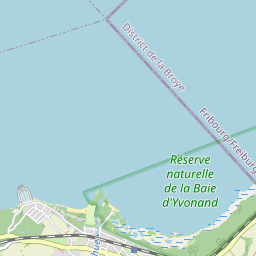 District de la Broye
Fribourg/Freiburg
Réserve
naturelle
de la Baie
d'Yvonand